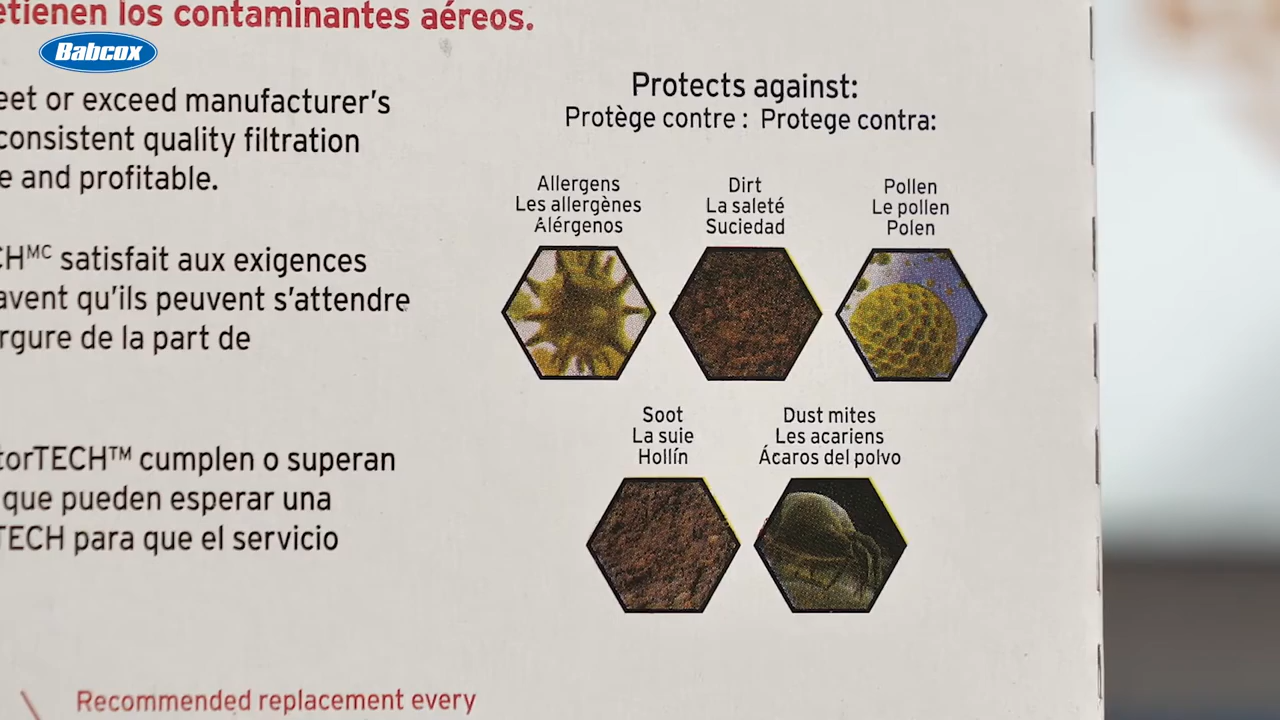 etienen los contaminantes aéreos.
Babcox
eet or exceed manufacturer's
consistent quality filtration
e and profitable.
CHᴹᶜ satisfait aux exigences
avent qu'ils peuvent s'attendre
rgure de la part de
torTECH™ cumplen o superan
que pueden esperar una
TECH para que el servicio
Recommended replacement every
Protects against:
Protège contre : Protege contra:
Allergens
Les allergènes
Alérgenos
Dirt
La saleté
Suciedad
Pollen
Le pollen
Polen
Soot
La suie
Hollín
Dust mites
Les acariens
Ácaros del polvo